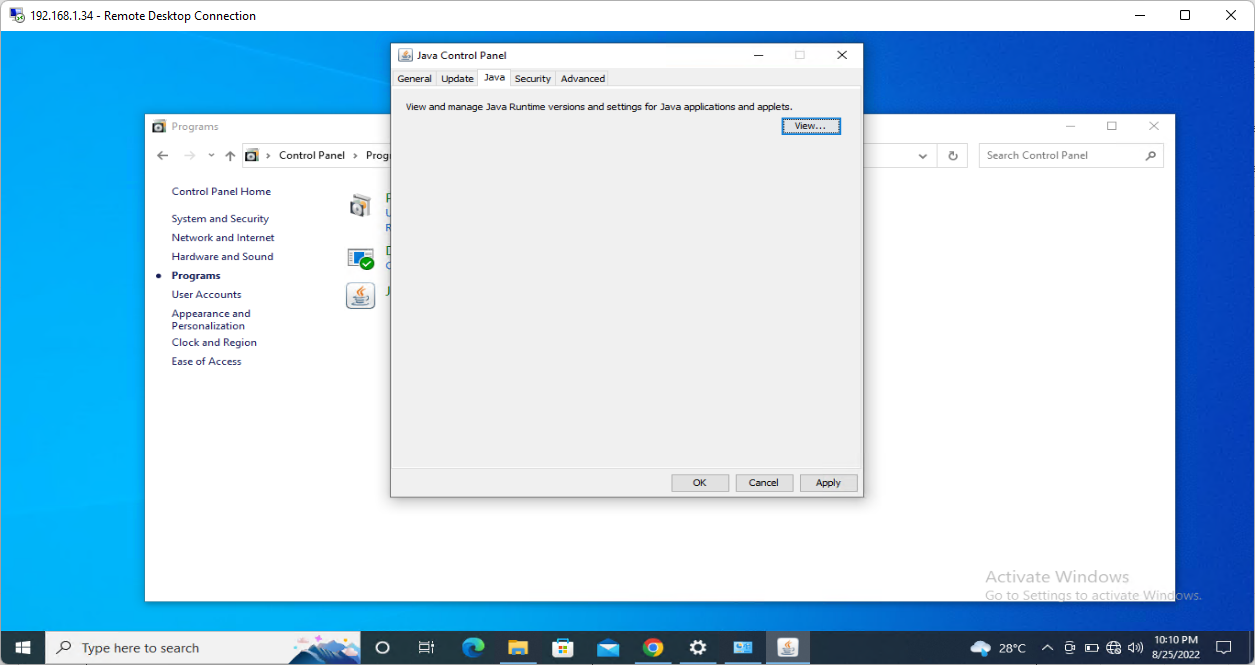 192.168.1.34 - Remote Desktop Connection
Java Control Panel
General Update Java Security Advanced
View and manage Java Runtime versions and settings for Java applications and applets.
View...
OK Cancel Apply
Programs
Control Panel
Search Control Panel
Control Panel Home
System and Security
Network and Internet
Hardware and Sound
Programs
User Accounts
Appearance and
Personalization
Clock and Region
Ease of Access
Activate Windows
Go to Settings to activate Windows.
Type here to search
28°C
10:10 PM
8/25/2022